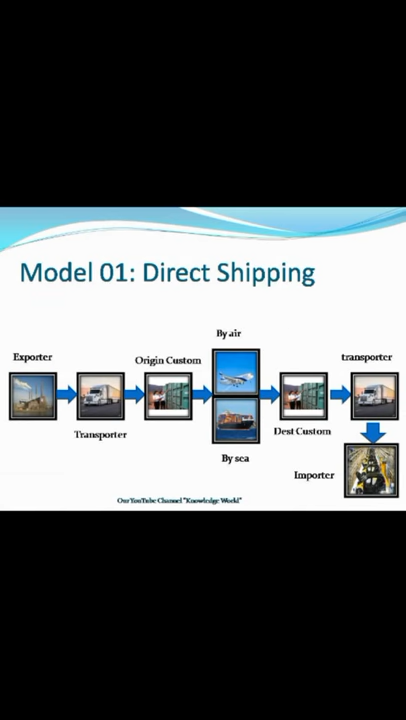 Model 01: Direct Shipping
By air
Exporter
Origin Custom
transporter
Transporter
Dest Custom
By sea
Importer
Our YouTube Channel "Knowledge World"